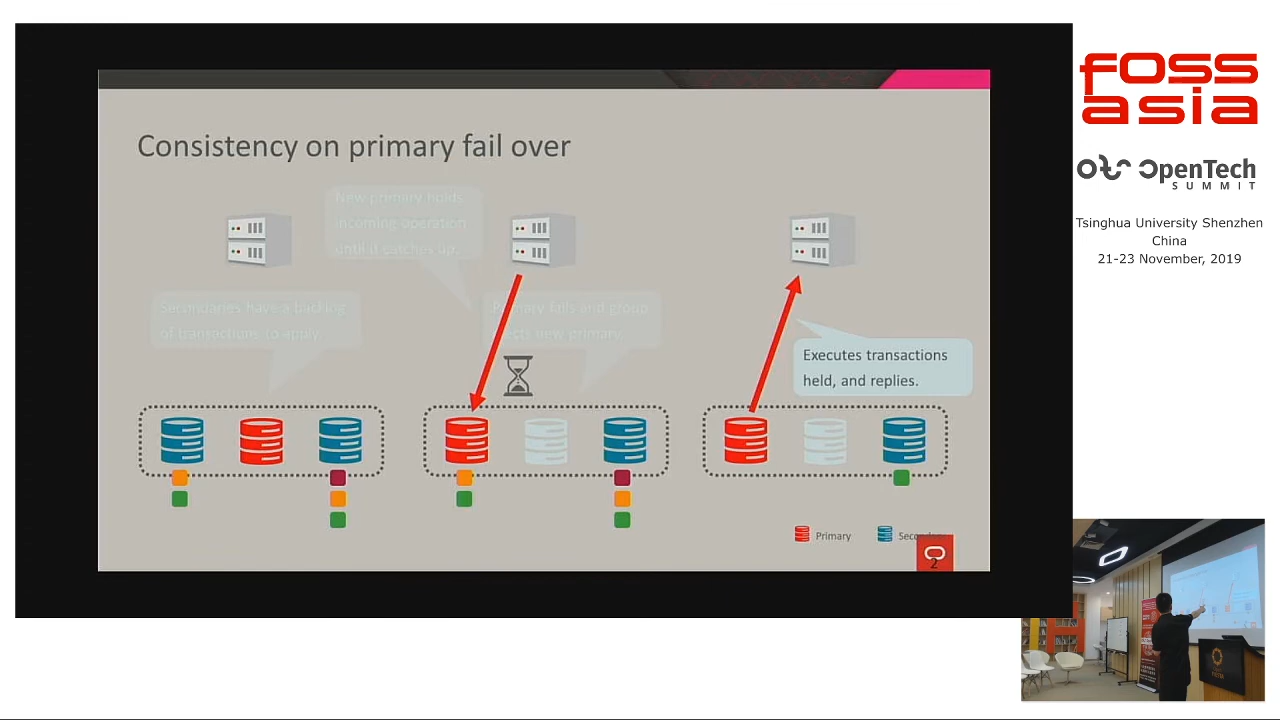 Consistency on primary fail over
New primary holds
incoming operation
until it catches up.
Secondaries have a backlog
of transactions to apply.
Primary fails and group
elects new primary.
Executes transactions
held, and replies.
Primary
2
FOSS
asia
OpenTech
SUMMIT
Tsinghua University Shenzhen
China
21-23 November, 2019